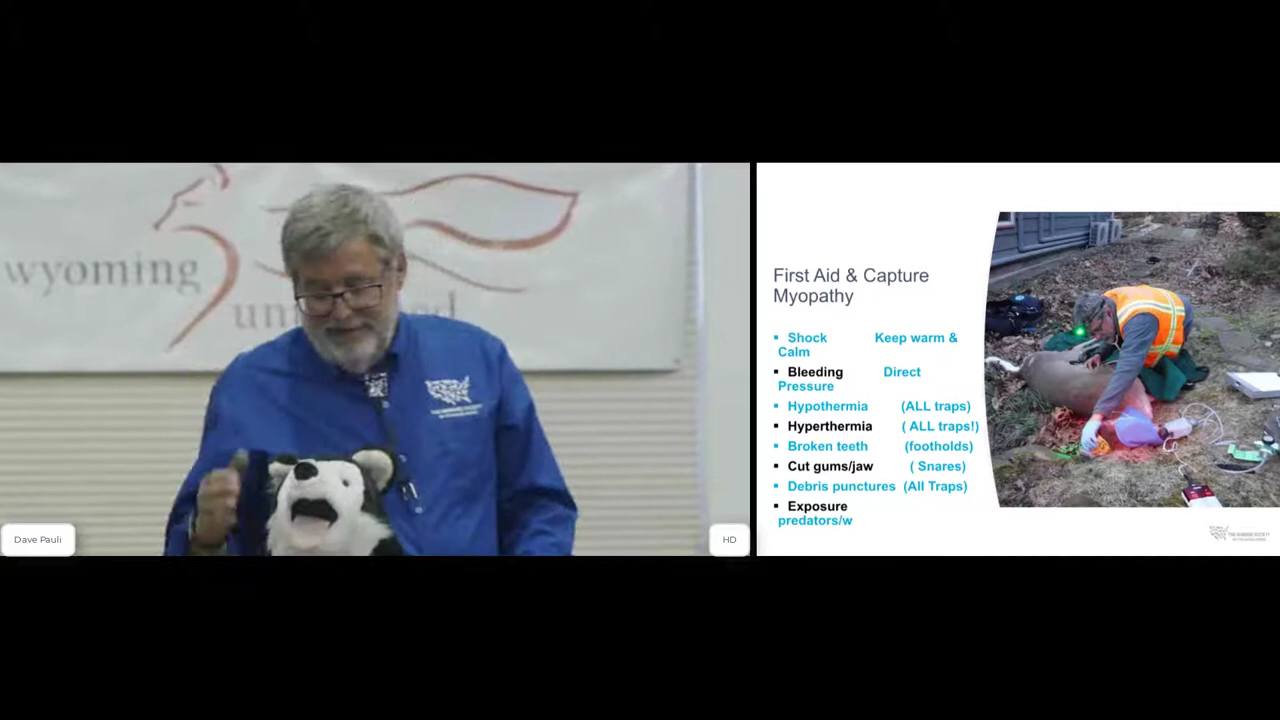 wyoming
Dave Pauli
HD
First Aid & Capture
Myopathy
▪ Shock Keep warm &
Calm
▪ Bleeding Direct
Pressure
▪ Hypothermia (ALL traps)
▪ Hyperthermia ( ALL traps!)
▪ Broken teeth (footholds)
▪ Cut gums/jaw ( Snares)
▪ Debris punctures (All Traps)
▪ Exposure
predators/w